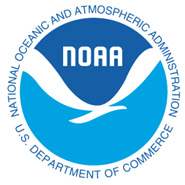 NATIONAL OCEANIC AND ATMOSPHERIC ADMINISTRATION
NOAA
U.S. DEPARTMENT OF COMMERCE